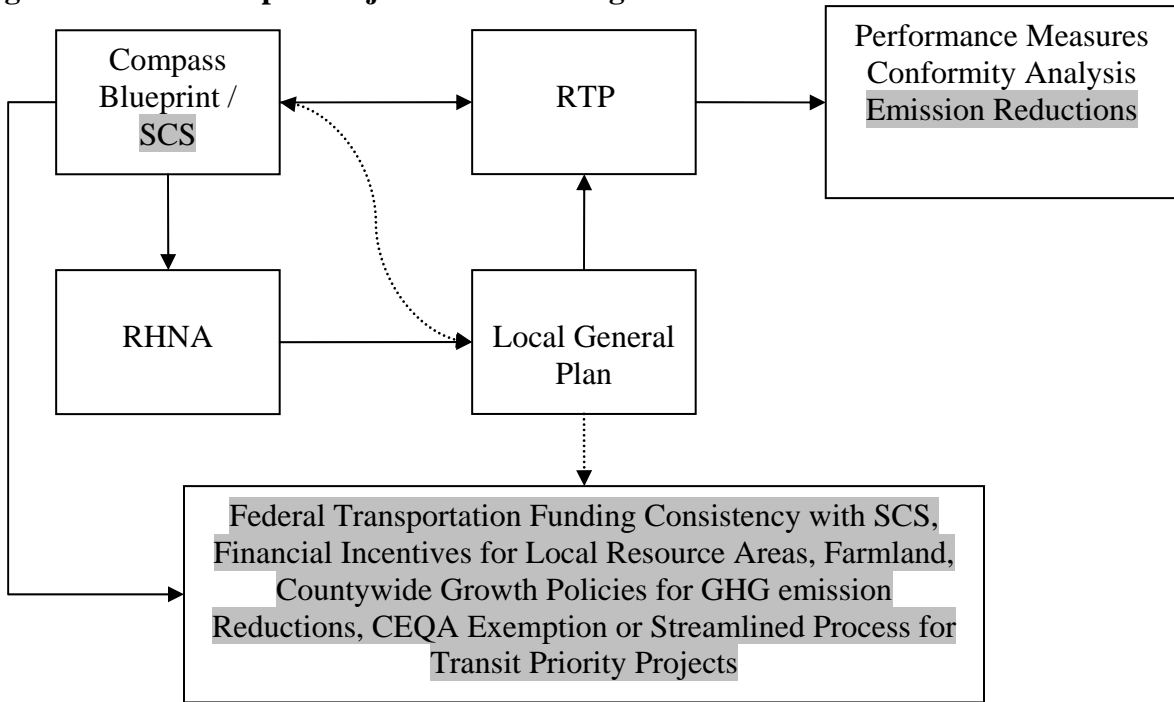 Compass
Blueprint /
SCS
RTP
Performance Measures
Conformity Analysis
Emission Reductions
RHNA
Local General
Plan
Federal Transportation Funding Consistency with SCS,
Financial Incentives for Local Resource Areas, Farmland,
Countywide Growth Policies for GHG emission
Reductions, CEQA Exemption or Streamlined Process for
Transit Priority Projects